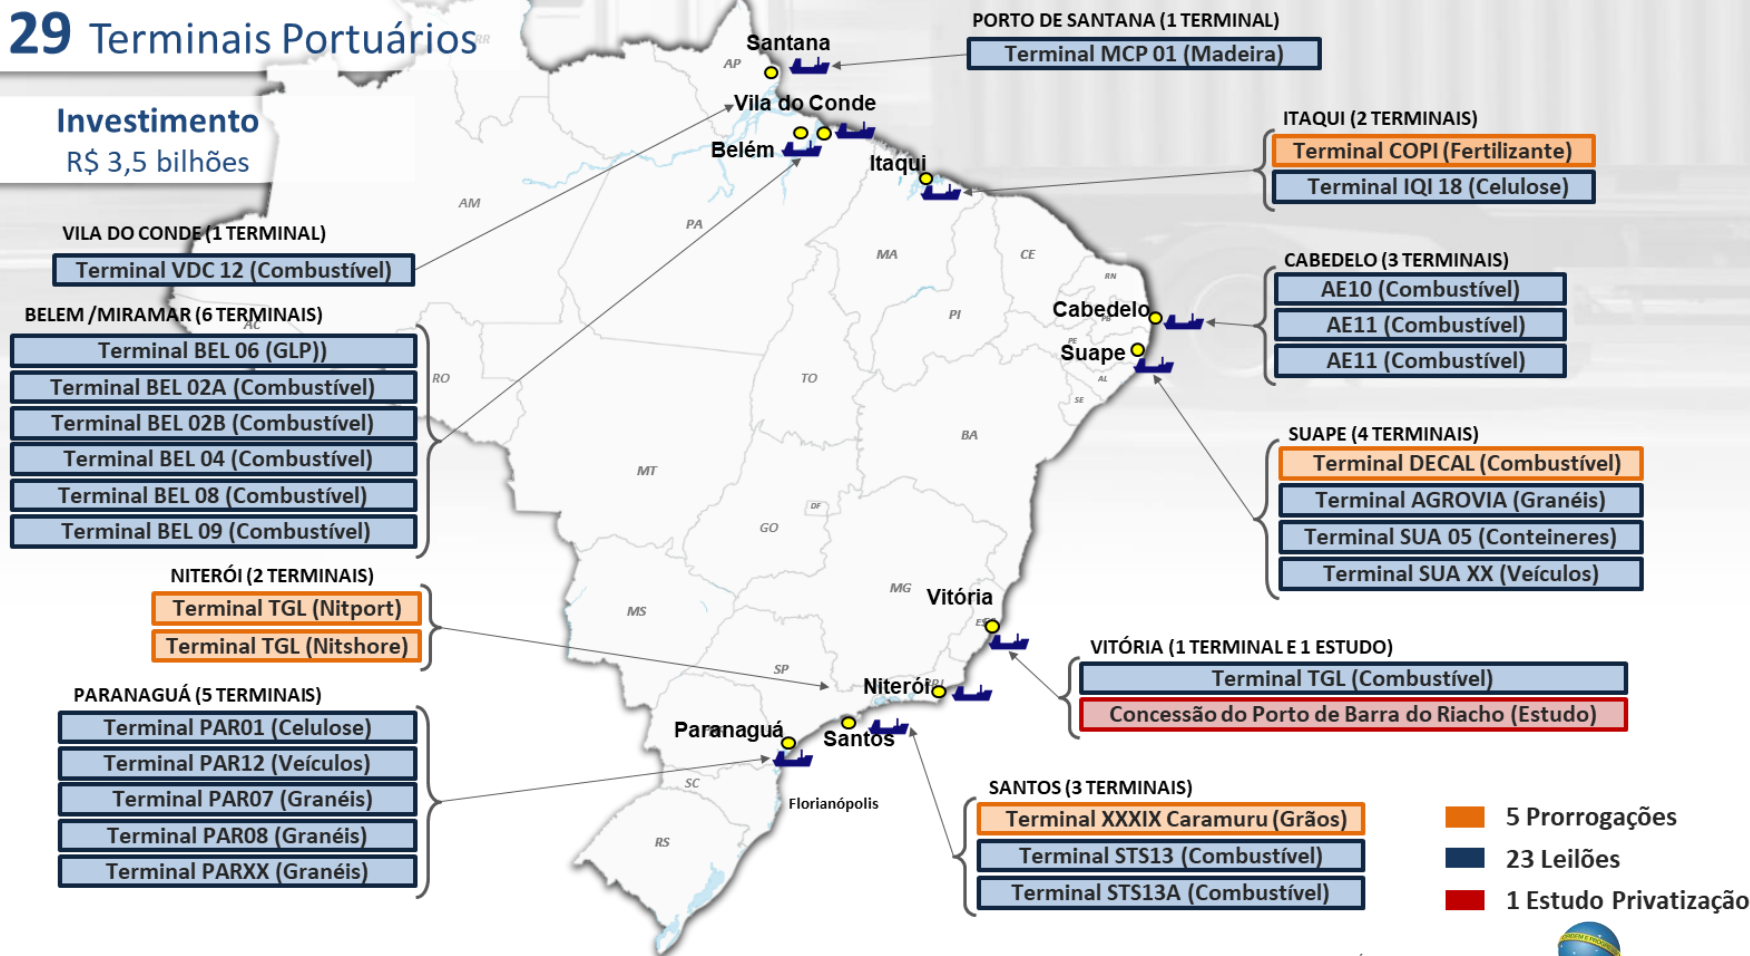 29 Terminais Portuários
Investimento
R$ 3,5 bilhões
PORTO DE SANTANA (1 TERMINAL)
Terminal MCP 01 (Madeira)
ITAQUI (2 TERMINAIS)
Terminal COPI (Fertilizante)
Terminal IQI 18 (Celulose)
CABEDELO (3 TERMINAIS)
AE10 (Combustível)
AE11 (Combustível)
AE11 (Combustível)
SUAPE (4 TERMINAIS)
Terminal DECAL (Combustível)
Terminal AGROVIA (Granéis)
Terminal SUA 05 (Conteineres)
Terminal SUA XX (Veículos)
VITÓRIA (1 TERMINAL E 1 ESTUDO)
Terminal TGL (Combustível)
Concessão do Porto de Barra do Riacho (Estudo)
SANTOS (3 TERMINAIS)
Terminal XXXIX Caramuru (Grãos)
Terminal STS13 (Combustível)
Terminal STS13A (Combustível)
VILA DO CONDE (1 TERMINAL)
Terminal VDC 12 (Combustível)
BELEM /MIRAMAR (6 TERMINAIS)
Terminal BEL 06 (GLP))
Terminal BEL 02A (Combustível)
Terminal BEL 02B (Combustível)
Terminal BEL 04 (Combustível)
Terminal BEL 08 (Combustível)
Terminal BEL 09 (Combustível)
NITERÓI (2 TERMINAIS)
Terminal TGL (Nitport)
Terminal TGL (Nitshore)
PARANAGUÁ (5 TERMINAIS)
Terminal PAR01 (Celulose)
Terminal PAR12 (Veículos)
Terminal PAR07 (Granéis)
Terminal PAR08 (Granéis)
Terminal PARXX (Granéis)
Santana
Vila do Conde
Belém
Itaqui
Cabedelo
Suape
Vitória
Niterói
Santos
Paranaguá
Florianópolis
RR
AP
AM
PA
MA
CE
RN
PI
PE
AL
SE
AC
RO
TO
BA
MT
DF
GO
MG
MS
SP
SC
RS
5 Prorrogações
23 Leilões
1 Estudo Privatização
ORDEM E PROGRESSO